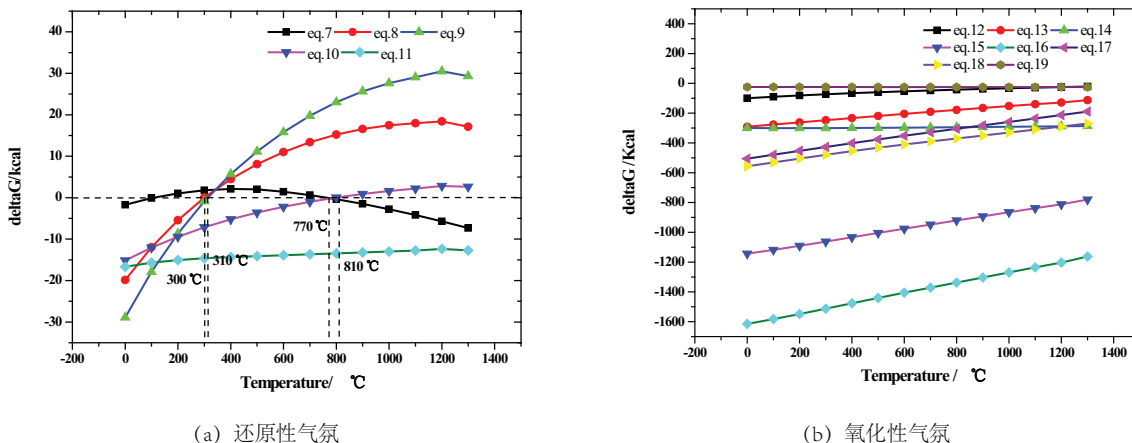 eq.7 eq.8 eq.9
eq.10 eq.11
40
30
20
10
0
-10
-20
-30
deltaG/kcal
770 ℃
300 ℃
310 ℃
810 ℃
-200 0 200 400 600 800 1000 1200 1400
Temperature/ ℃
(a) 还原性气氛
eq.12 eq.13 eq.14
eq.15 eq.16 eq.17
eq.18 eq.19
400
200
0
-200
-400
-600
-800
-1000
-1200
-1400
-1600
deltaG /Kcal
-200 0 200 400 600 800 1000 1200 1400
Temperature / ℃
(b) 氧化性气氛